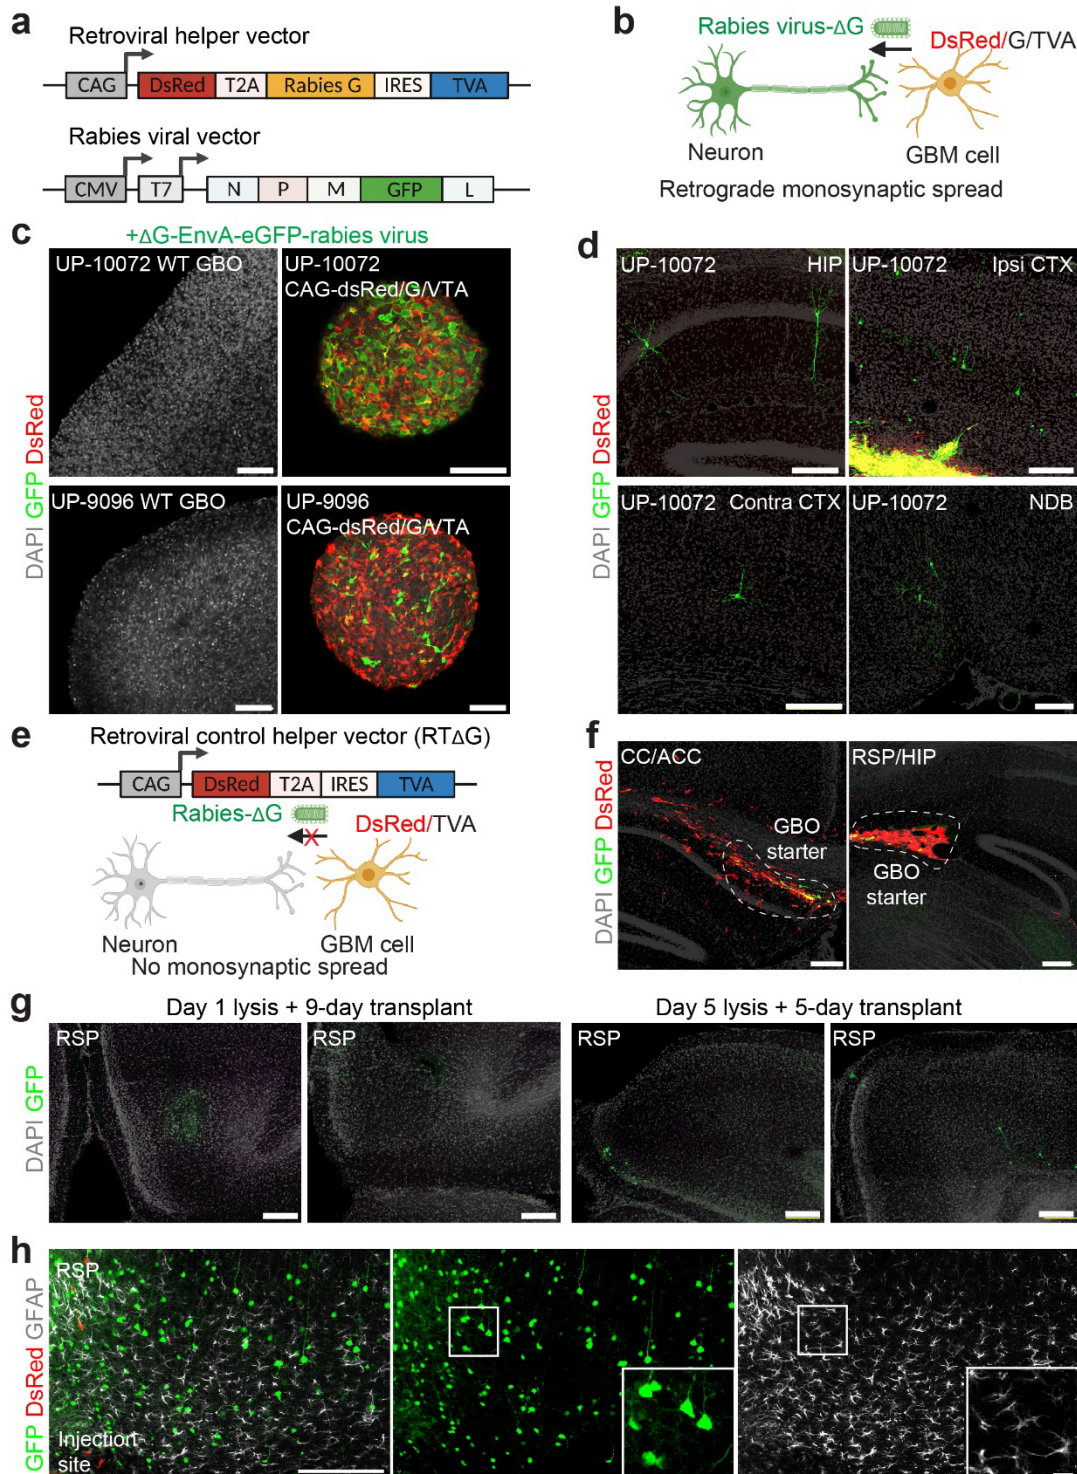 a
Retroviral helper vector
CAG DsRed T2A Rabies G IRES TVA
Rabies viral vector
CMV T7 N P M GFP L
b
Rabies virus-ΔG
DsRed/G/TVA
Neuron
GBM cell
Retrograde monosynaptic spread
c
+ΔG-EnvA-eGFP-rabies virus
DAPI GFP DsRed
UP-10072 WT GBO
UP-10072
CAG-dsRed/G/VTA
UP-9096 WT GBO
UP-9096
CAG-dsRed/G/VTA
d
DAPI GFP DsRed
UP-10072 HIP
UP-10072 Ipsi CTX
UP-10072 Contra CTX
UP-10072 NDB
e
Retroviral control helper vector (RTΔG)
CAG DsRed T2A IRES TVA
Rabies-ΔG
X
DsRed/TVA
Neuron
GBM cell
No monosynaptic spread
f
DAPI GFP DsRed
CC/ACC
GBO
starter
RSP/HIP
GBO
starter
g
Day 1 lysis + 9-day transplant
Day 5 lysis + 5-day transplant
DAPI GFP
RSP
RSP
RSP
RSP
h
GFP DsRed GFAP
RSP
Injection
site